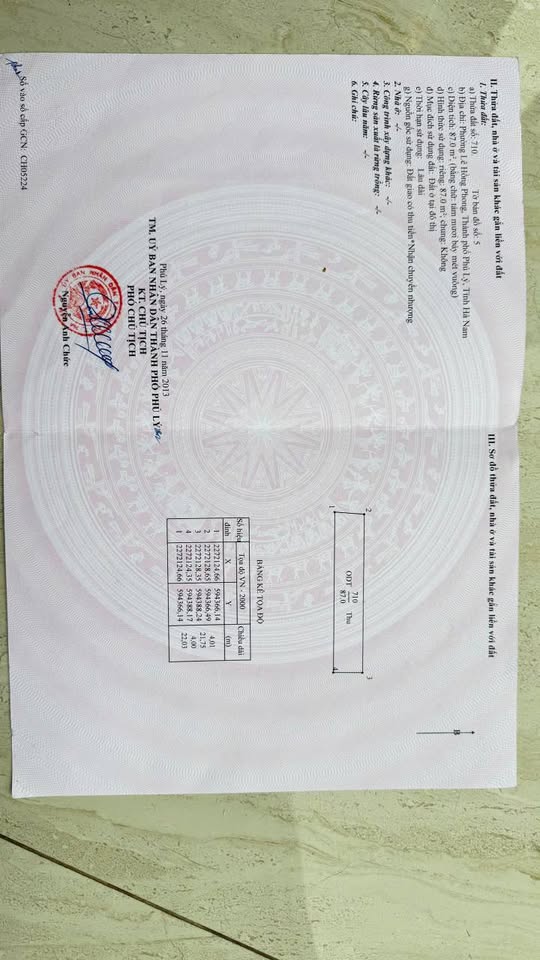 II. Thửa đất, nhà ở và tài sản khác gắn liền với đất
1. Thửa đất:
a) Thửa đất số: 710 Tờ bản đồ số: 5
b) Địa chỉ: Phường Lê Hồng Phong, Thành phố Phủ Lý, Tỉnh Hà Nam
c) Diện tích: 87.0 m², (bằng chữ: tám mươi bảy mét vuông)
d) Hình thức sử dụng: riêng: 87.0 m²; chung: Không
đ) Mục đích sử dụng đất: Đất ở tại đô thị
e) Thời hạn sử dụng: Lâu dài
g) Nguồn gốc sử dụng: Đất giao có thu tiền*Nhận chuyển nhượng
2. Nhà ở: -/-
3. Công trình xây dựng khác: -/-
4. Rừng sản xuất là rừng trồng: -/-
5. Cây lâu năm: -/-
6. Ghi chú:
Phủ Lý, ngày 26 tháng 11 năm 2013
TM. UỶ BAN NHÂN DÂN THÀNH PHỐ PHỦ LÝ
KT. CHỦ TỊCH
PHÓ CHỦ TỊCH
Nguyễn Anh Chức
Số vào sổ cấp GCN: CH05224
III. Sơ đồ thửa đất, nhà ở và tài sản khác gắn liền với đất
B
2
3
710
ODT Thu
87.0
1
4
BẢNG KÊ TỌA ĐỘ
Số hiệu đỉnh Tọa độ VN - 2000 Chiều dài (m)
X Y
1 2272124.66 594366.14
4,01
2 2272128.65 594366.49
21,75
3 2272128.35 594388.24
4,00
4 2272124.35 594388.17
22,03
1 2272124.66 594366.14